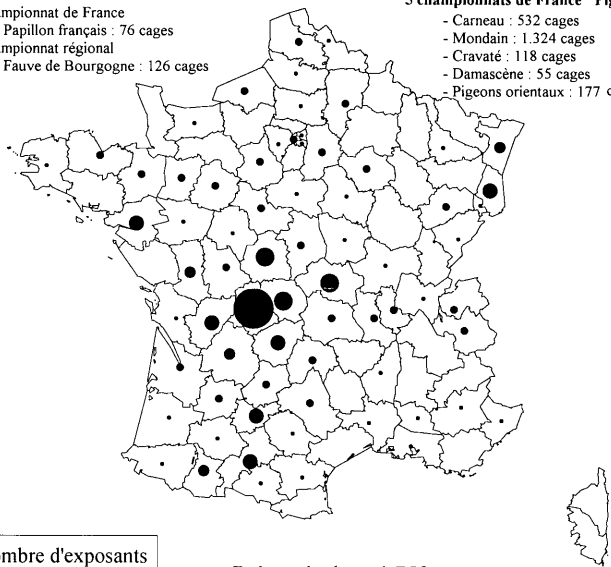 ampionnat de France
Papillon français : 76 cages
ampionnat régional
Fauve de Bourgogne : 126 cages
5 championnats de France
- Carneau : 532 cages
- Mondain : 1.324 cages
- Cravaté : 118 cages
- Damascène : 55 cages
- Pigeons orientaux : 177
ombre d'exposants